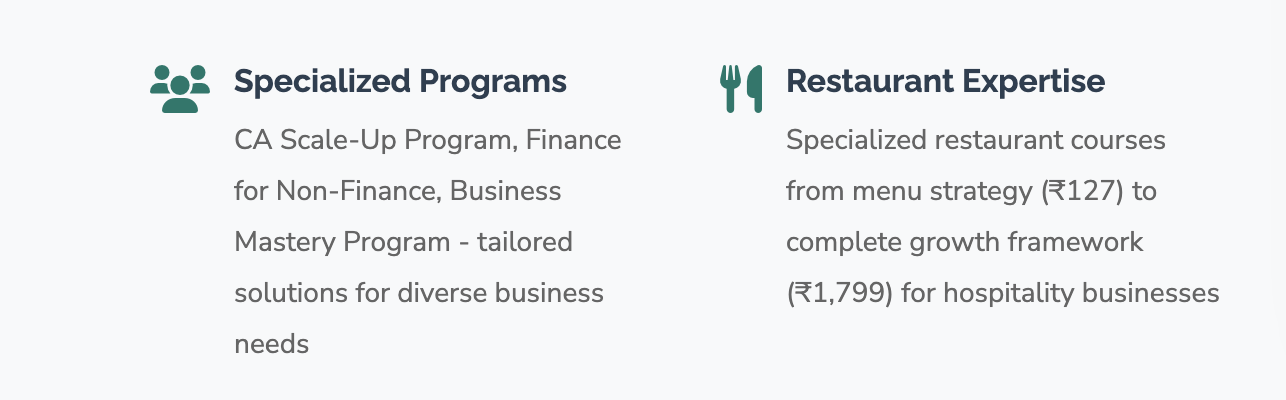 Specialized Programs
CA Scale-Up Program, Finance
for Non-Finance, Business
Mastery Program - tailored
solutions for diverse business
needs
Restaurant Expertise
Specialized restaurant courses
from menu strategy (₹127) to
complete growth framework
(₹1,799) for hospitality businesses